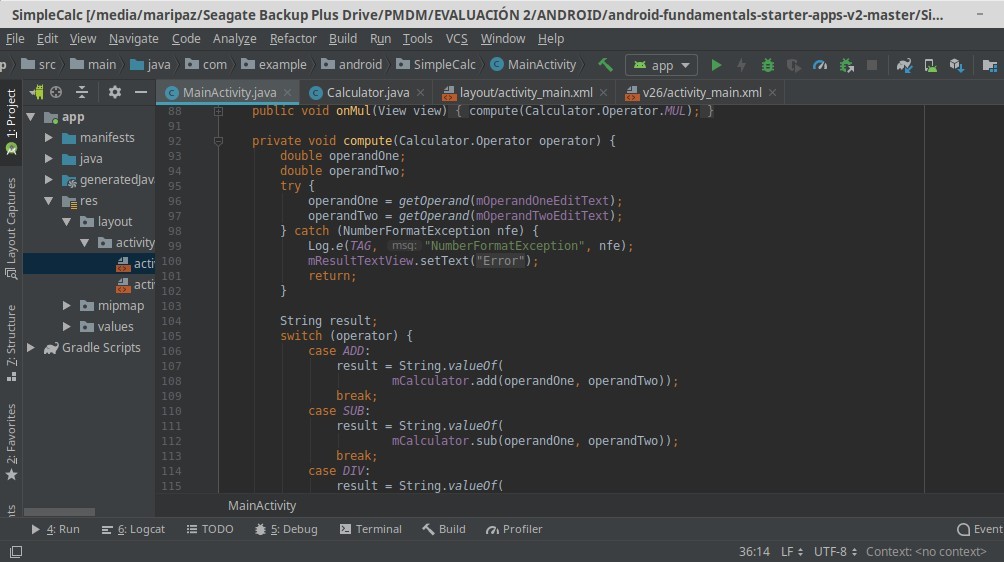 SimpleCalc [/media/maripaz/Seagate Backup Plus Drive/PMDM/EVALUACIÓN 2/ANDROID/android-fundamentals-starter-apps-v2-master/Si...
File Edit View Navigate Code Analyze Refactor Build Run Tools VCS Window Help
p src main java com example android SimpleCalc MainActivity app
1: Project
Layout Captures
7: Structure
2: Favorites
nts
MainActivity.java Calculator.java layout/activity_main.xml v26/activity_main.xml
app
manifests
java
generatedJav
res
layout
activity
acti
acti
mipmap
values
Gradle Scripts
88 public void onMul(View view) { compute(Calculator.Operator.MUL); }
91
92 private void compute(Calculator.Operator operator) {
93 double operandOne;
94 double operandTwo;
95 try {
96 operandOne = getOperand(mOperandOneEditText);
97 operandTwo = getOperand(mOperandTwoEditText);
98 } catch (NumberFormatException nfe) {
99 Log.e(TAG, msg: "NumberFormatException", nfe);
100 mResultTextView.setText("Error");
101 return;
102 }
103
104 String result;
105 switch (operator) {
106 case ADD:
107 result = String.valueOf(
108 mCalculator.add(operandOne, operandTwo));
109 break;
110 case SUB:
111 result = String.valueOf(
112 mCalculator.sub(operandOne, operandTwo));
113 break;
114 case DIV:
115 result = String.valueOf(
MainActivity
4: Run 6: Logcat TODO 5: Debug Terminal Build Profiler Event
36:14 LF UTF-8 Context: <no context>